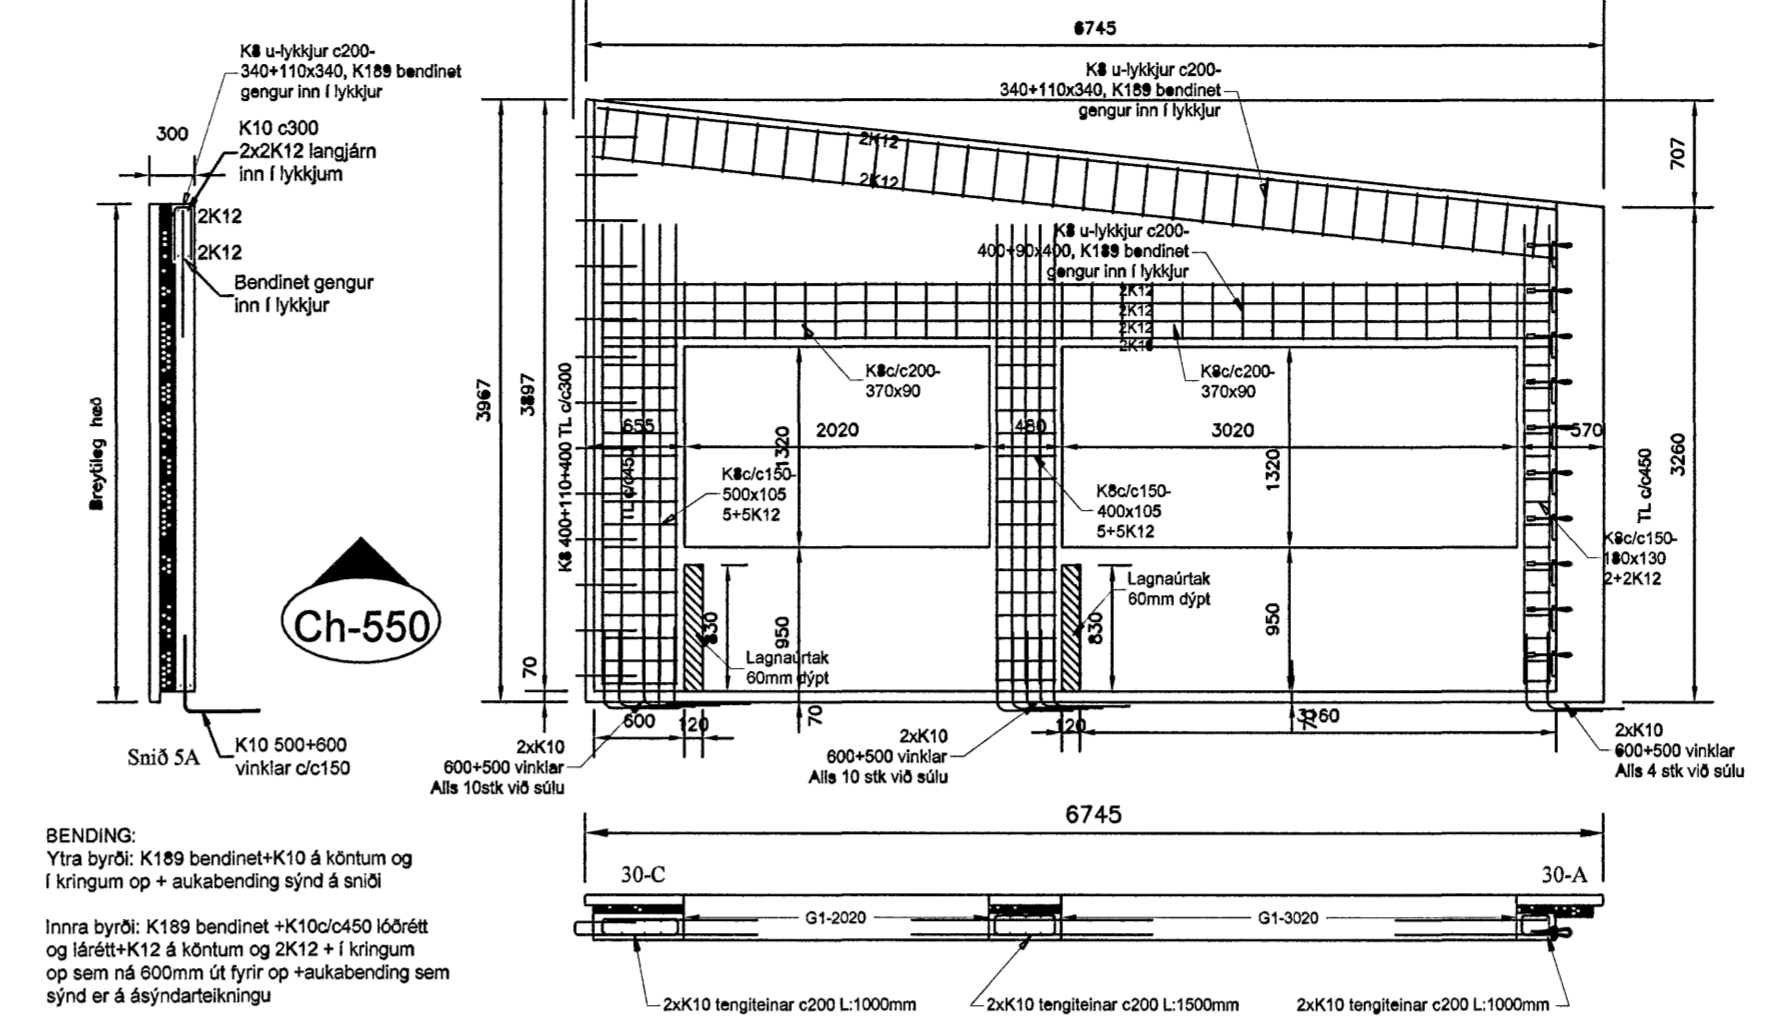 6745
K8 u-lykkjur c200-
340+110x340, K189 bendinet
gengur inn í lykkjur
300
K10 c300
2x2K12 langjárn
inn í lykkjum
2K12
2K12
Bendinet gengur
inn í lykkjur
Breytileg hæð
Ch-550
Snið 5A
K10 500+600
vinklar c/c150
K8 u-lykkjur c200-
340+110x340, K189 bendinet
gengur inn í lykkjur
2K12
2K12
707
K8 u-lykkjur c200-
400+90x400, K189 bendinet
gengur inn í lykkjur
2K12
2K12
2K12
K8c/c200-
370x90
K8c/c200-
370x90
3967
3897
70
K8 400+110+400 TL c/c300
TL c/c450
655
2020
480
3020
570
1320
1320
K8c/c150-
500x105
5+5K12
K8c/c150-
400x105
5+5K12
TL c/c450
3260
K8c/c150-
180x130
2+2K12
830
950
Lagnaúrtak
60mm dýpt
830
950
Lagnaúrtak
60mm dýpt
600
120
70
120
3160
70
2xK10
600+500 vinklar
Alls 10stk við súlu
2xK10
600+500 vinklar
Alls 10 stk við súlu
2xK10
600+500 vinklar
Alls 4 stk við súlu
BENDING:
Ytra byrði: K189 bendinet+K10 á köntum og
í kringum op + aukabending sýnd á sniði
Innra byrði: K189 bendinet +K10c/c450 lóðrétt
og lárétt+K12 á köntum og 2K12 + í kringum
op sem ná 600mm út fyrir op +aukabending sem
sýnd er á ásýndarteikningu
6745
30-C
30-A
G1-2020
G1-3020
2xK10 tengiteinar c200 L:1000mm
2xK10 tengiteinar c200 L:1500mm
2xK10 tengiteinar c200 L:1000mm